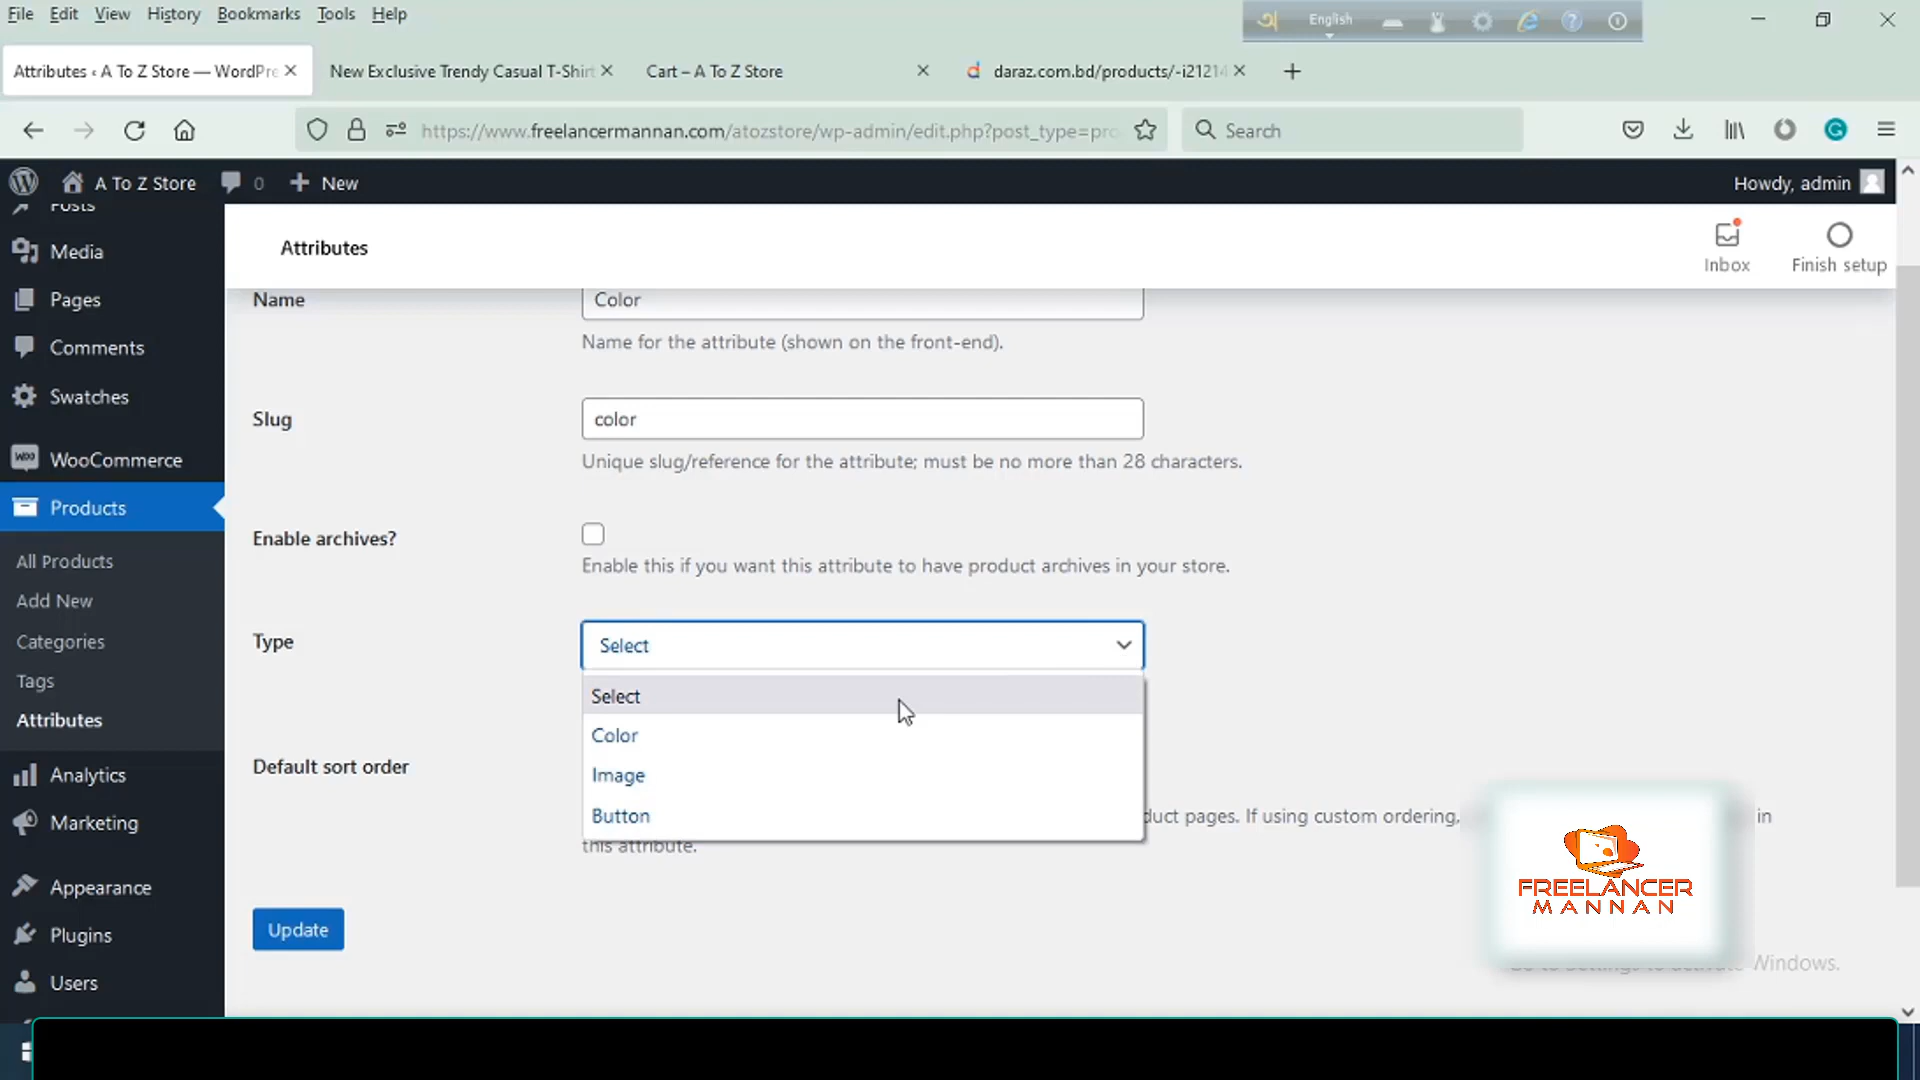 File Edit View History Bookmarks Tools Help
English
Attributes ‹ A To Z Store — WordPre
New Exclusive Trendy Casual T-Shirt
Cart – A To Z Store
daraz.com.bd/products/-i21214
https://www.freelancermannan.com/atozstore/wp-admin/edit.php?post_type=pro
Search
A To Z Store
0
New
Howdy, admin
Posts
Media
Pages
Comments
Swatches
WooCommerce
Products
All Products
Add New
Categories
Tags
Attributes
Analytics
Marketing
Appearance
Plugins
Users
Attributes
Inbox
Finish setup
Name
Color
Name for the attribute (shown on the front-end).
Slug
color
Unique slug/reference for the attribute; must be no more than 28 characters.
Enable archives?
Enable this if you want this attribute to have product archives in your store.
Type
Select
Select
Color
Image
Button
Default sort order
duct pages. If using custom ordering,
in
this attribute.
Update
FREELANCER
MANNAN
Windows.